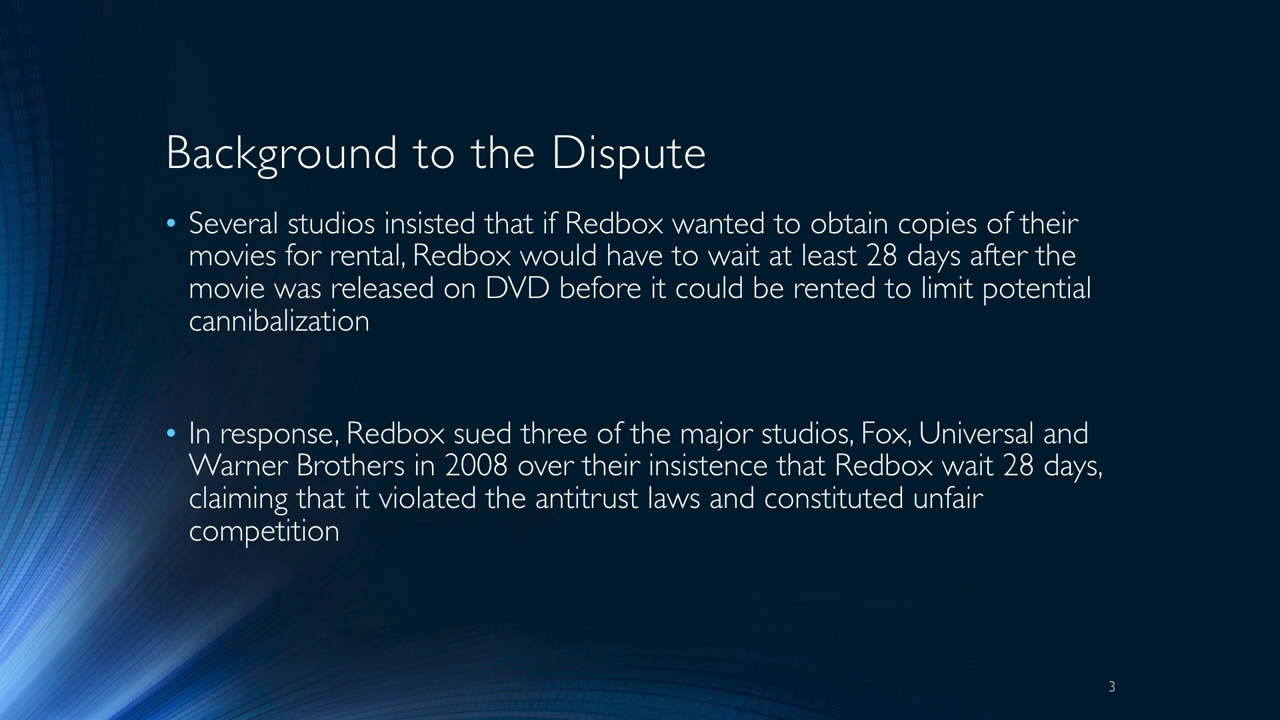 Background to the Dispute
• Several studios insisted that if Redbox wanted to obtain copies of their
movies for rental, Redbox would have to wait at least 28 days after the
movie was released on DVD before it could be rented to limit potential
cannibalization
• In response, Redbox sued three of the major studios, Fox, Universal and
Warner Brothers in 2008 over their insistence that Redbox wait 28 days,
claiming that it violated the antitrust laws and constituted unfair
competition
3